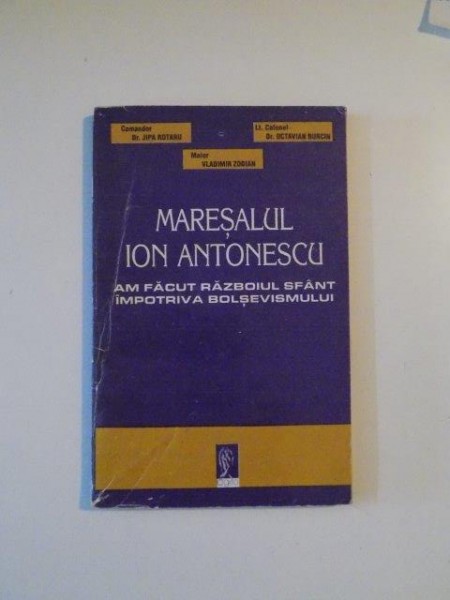 Comandor
Dr. JIPA ROTARU
Lt. Colonel
Dr. OCTAVIAN BURCIN
Maior
VLADIMIR ZODIAN
MAREȘALUL
ION ANTONESCU
AM FĂCUT RĂZBOIUL SFÂNT
ÎMPOTRIVA BOLȘEVISMULUI